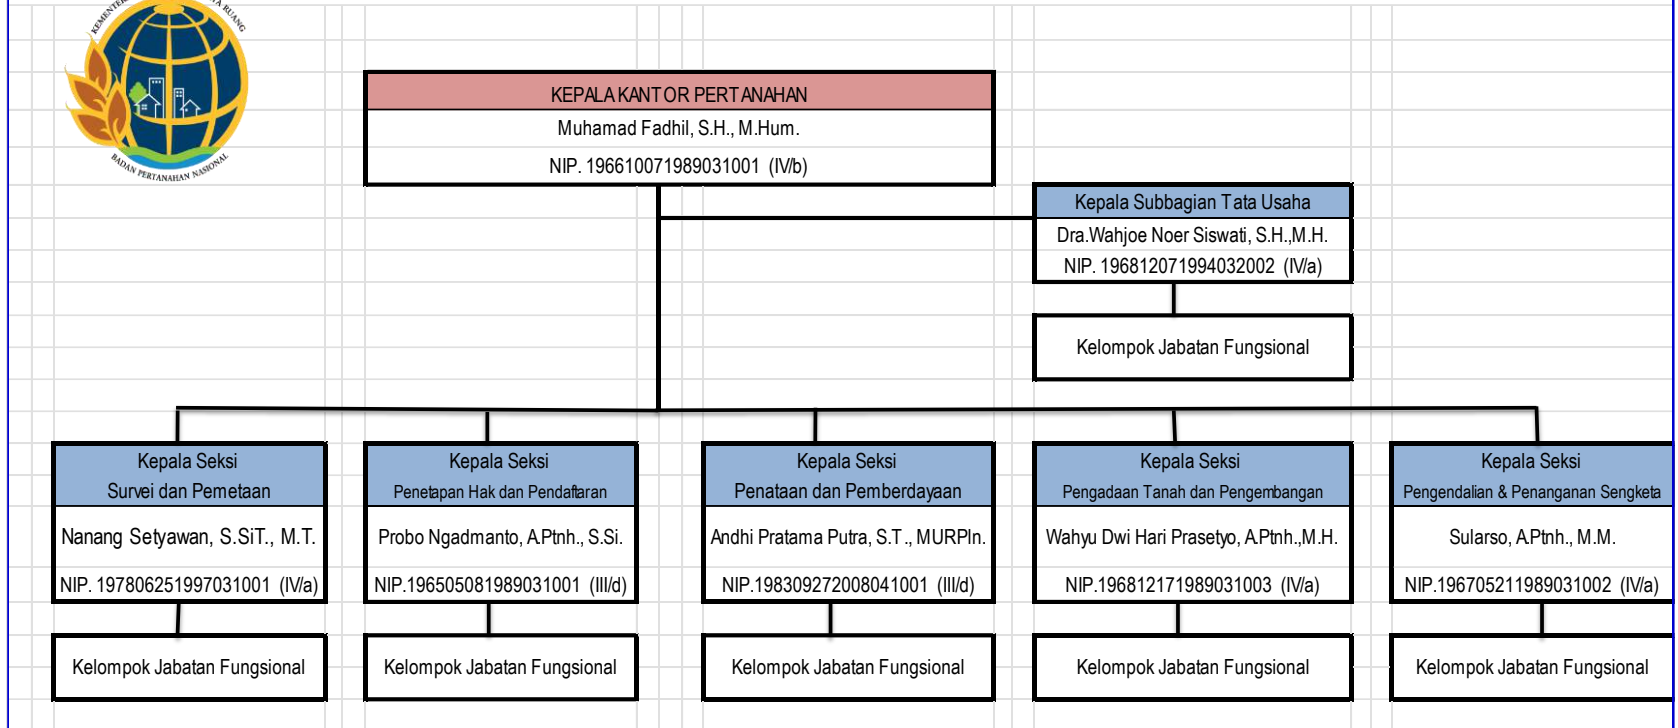 BADAN PERTANAHAN NASIONAL
KEPALA KANTOR PERTANAHAN
Muhamad Fadhil, S.H., M.Hum.
NIP. 196610071989031001 (IV/b)
Kepala Subbagian Tata Usaha
Dra.Wahjoe Noer Siswati, S.H.,M.H.
NIP. 196812071994032002 (IV/a)
Kelompok Jabatan Fungsional
Kepala Seksi
Survei dan Pemetaan
Nanang Setyawan, S.SiT., M.T.
NIP. 197806251997031001 (IV/a)
Kelompok Jabatan Fungsional
Kepala Seksi
Penetapan Hak dan Pendaftaran
Probo Ngadmanto, A.Ptnh., S.Si.
NIP.196505081989031001 (III/d)
Kelompok Jabatan Fungsional
Kepala Seksi
Penataan dan Pemberdayaan
Andhi Pratama Putra, S.T., MURPln.
NIP.198309272008041001 (III/d)
Kelompok Jabatan Fungsional
Kepala Seksi
Pengadaan Tanah dan Pengembangan
Wahyu Dwi Hari Prasetyo, A.Ptnh.,M.H.
NIP.196812171989031003 (IV/a)
Kelompok Jabatan Fungsional
Kepala Seksi
Pengendalian & Penanganan Sengketa
Sularso, A.Ptnh., M.M.
NIP.196705211989031002 (IV/a)
Kelompok Jabatan Fungsional